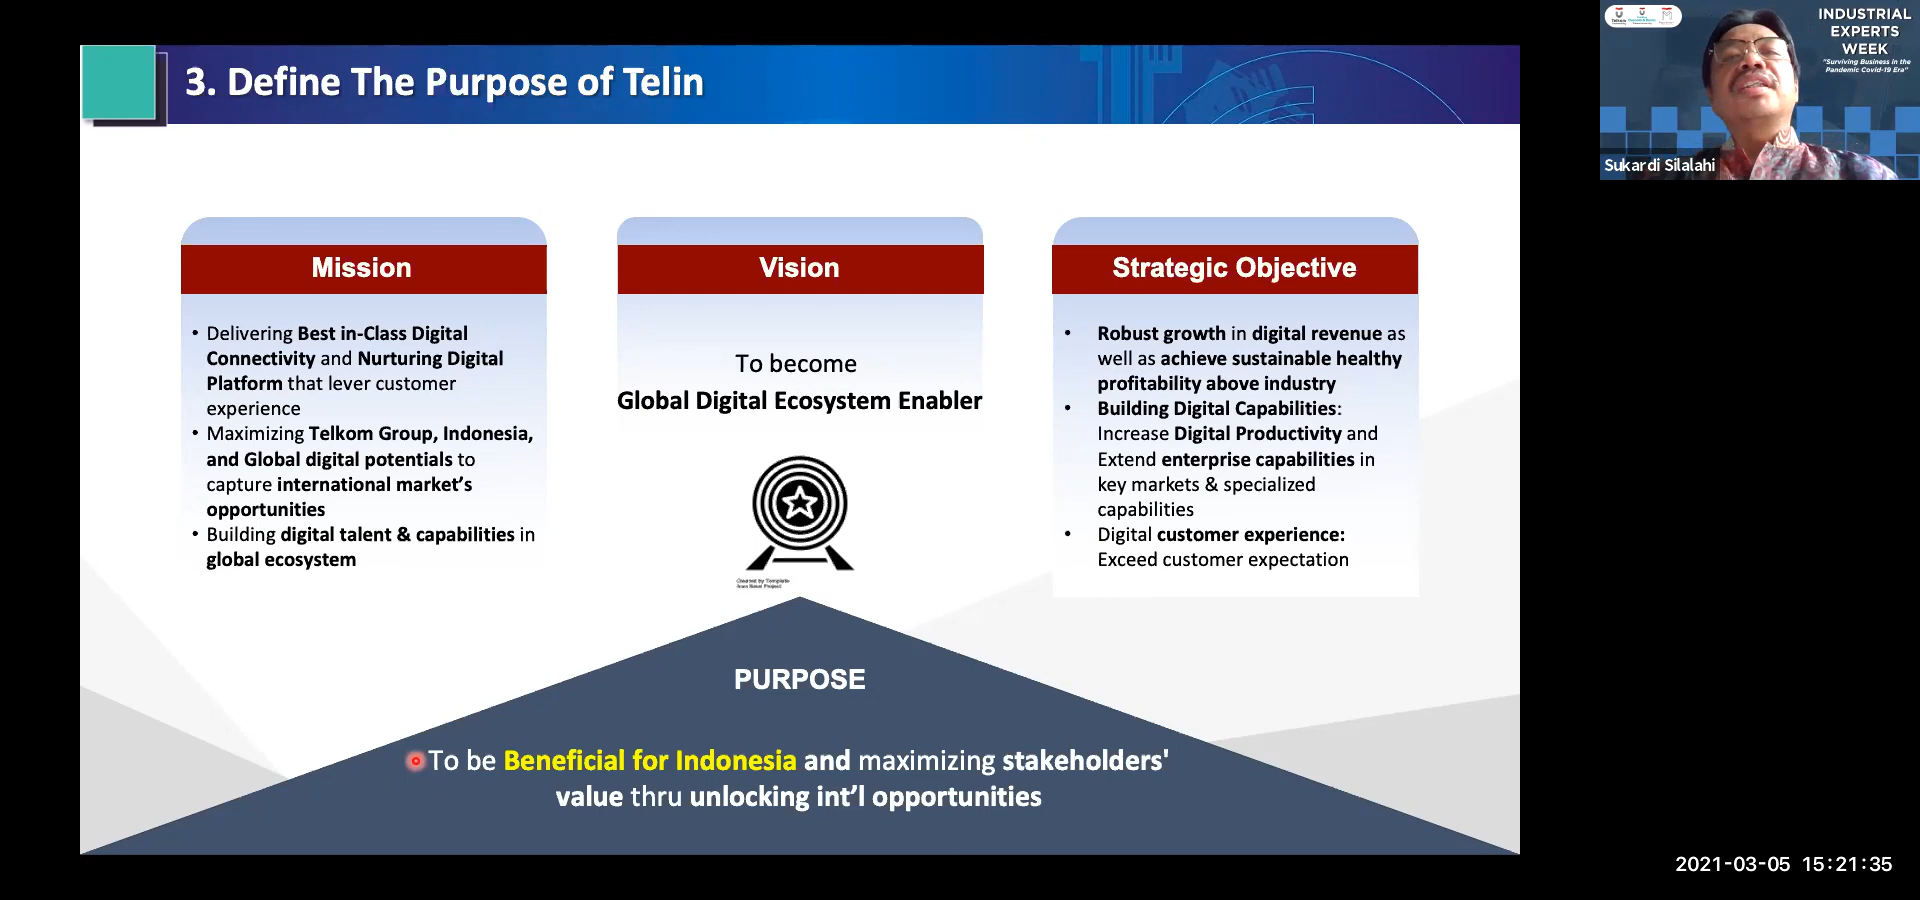 3. Define The Purpose of Telin
Mission
• Delivering Best in-Class Digital
Connectivity and Nurturing Digital
Platform that lever customer
experience
• Maximizing Telkom Group, Indonesia,
and Global digital potentials to
capture international market's
opportunities
• Building digital talent & capabilities in
global ecosystem
Vision
To become
Global Digital Ecosystem Enabler
Created by Template
from Noun Project
Strategic Objective
• Robust growth in digital revenue as
well as achieve sustainable healthy
profitability above industry
• Building Digital Capabilities:
Increase Digital Productivity and
Extend enterprise capabilities in
key markets & specialized
capabilities
• Digital customer experience:
Exceed customer expectation
PURPOSE
To be Beneficial for Indonesia and maximizing stakeholders'
value thru unlocking int'l opportunities
INDUSTRIAL
EXPERTS
WEEK
"Surviving Business in the
Pandemic Covid-19 Era"
Sukardi Silalahi
2021-03-05 15:21:35